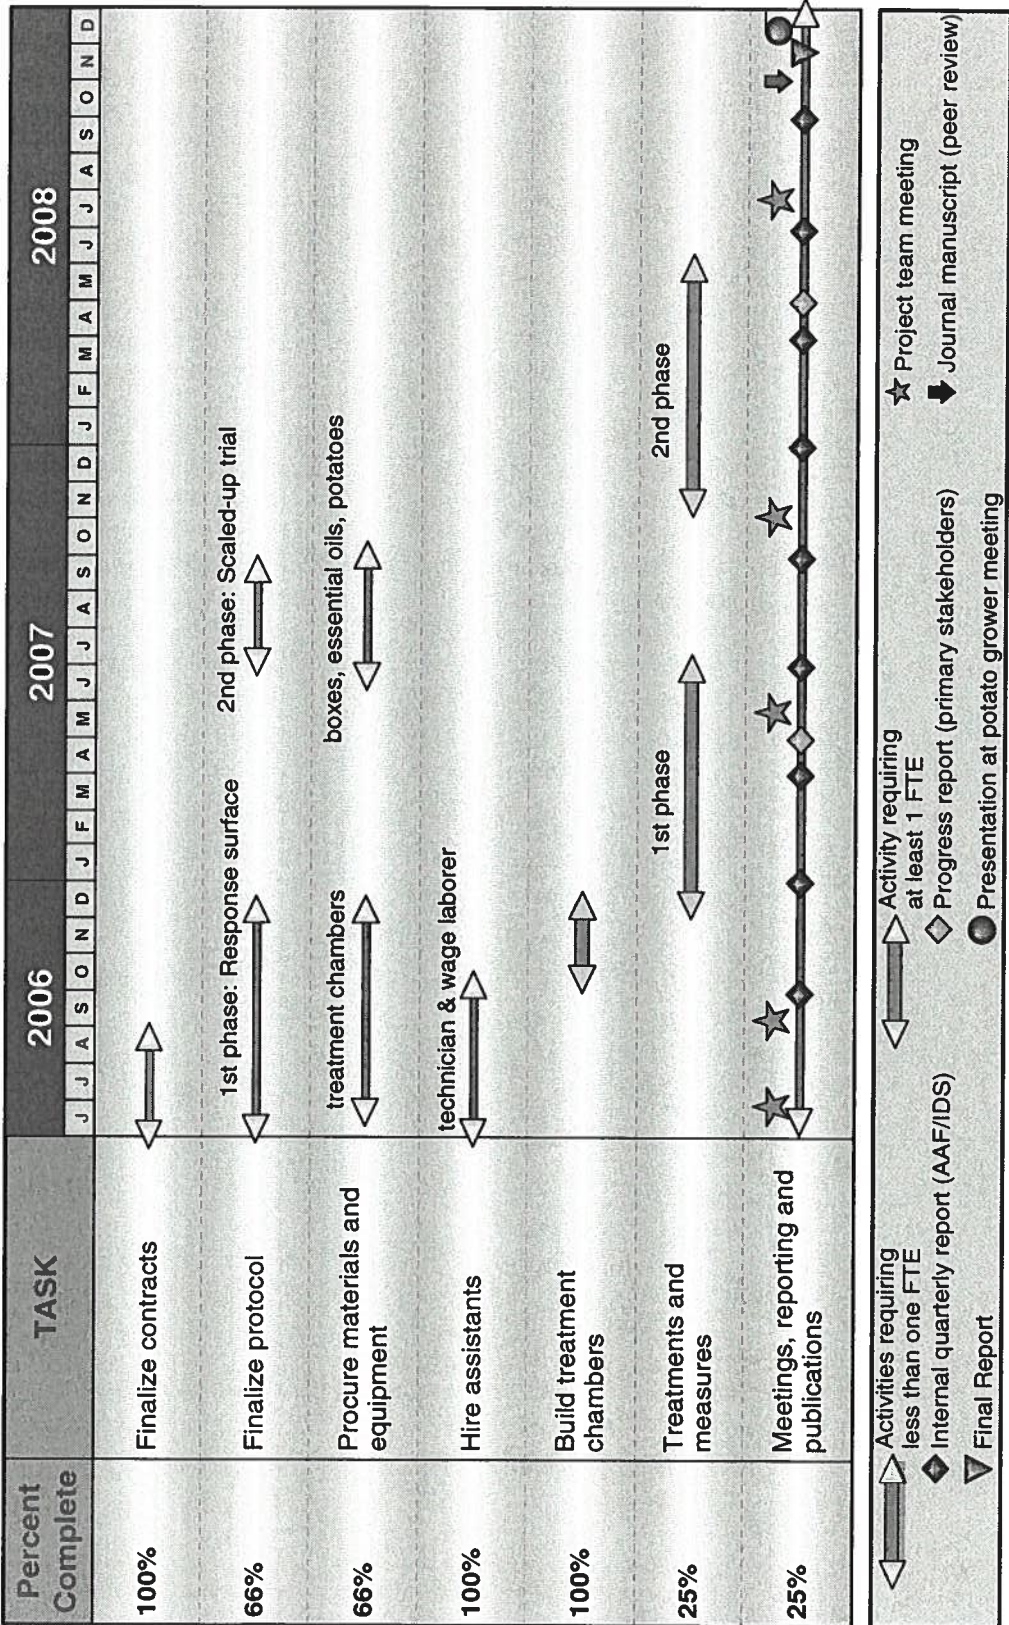 Percent Complete
TASK
2006
2007
2008
J J A S O N D J F M A M J J A S O N D J F M A M J J A S O N D
100%
Finalize contracts
66%
Finalize protocol
1st phase: Response surface
2nd phase: Scaled-up trial
66%
Procure materials and
equipment
treatment chambers
boxes, essential oils, potatoes
100%
Hire assistants
technician & wage laborer
100%
Build treatment
chambers
25%
Treatments and
measures
1st phase
2nd phase
25%
Meetings, reporting and
publications
Activities requiring
less than one FTE
Internal quarterly report (AAF/IDS)
Final Report
Activity requiring
at least 1 FTE
Progress report (primary stakeholders)
Presentation at potato grower meeting
Project team meeting
Journal manuscript (peer review)